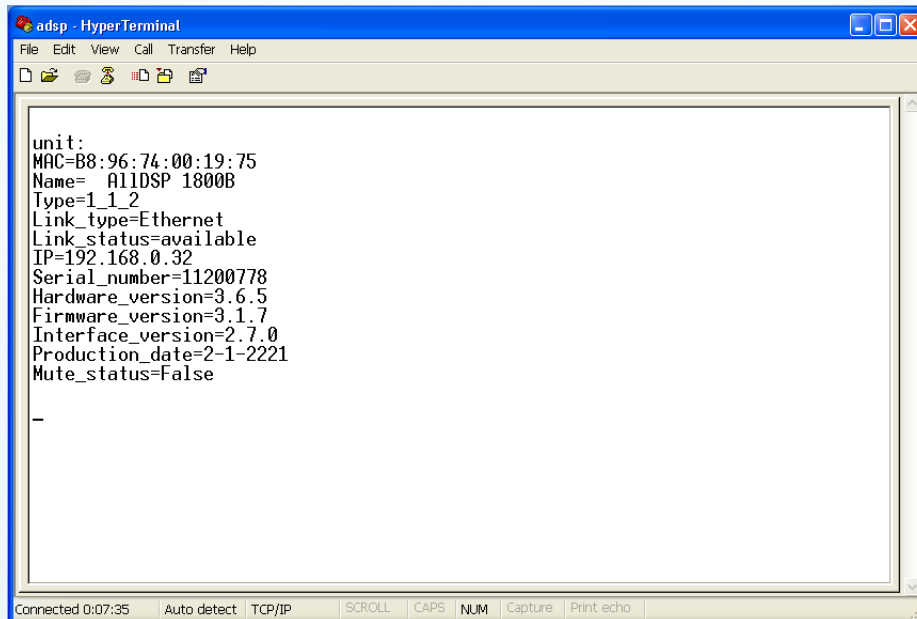 adsp - HyperTerminal
File Edit View Call Transfer Help
unit:
MAC=B8:96:74:00:19:75
Name=  AllDSP 1800B
Type=1_1_2
Link_type=Ethernet
Link_status=available
IP=192.168.0.32
Serial_number=11200778
Hardware_version=3.6.5
Firmware_version=3.1.7
Interface_version=2.7.0
Production_date=2-1-2221
Mute_status=False
_
Connected 0:07:35 Auto detect TCP/IP SCROLL CAPS NUM Capture Print echo